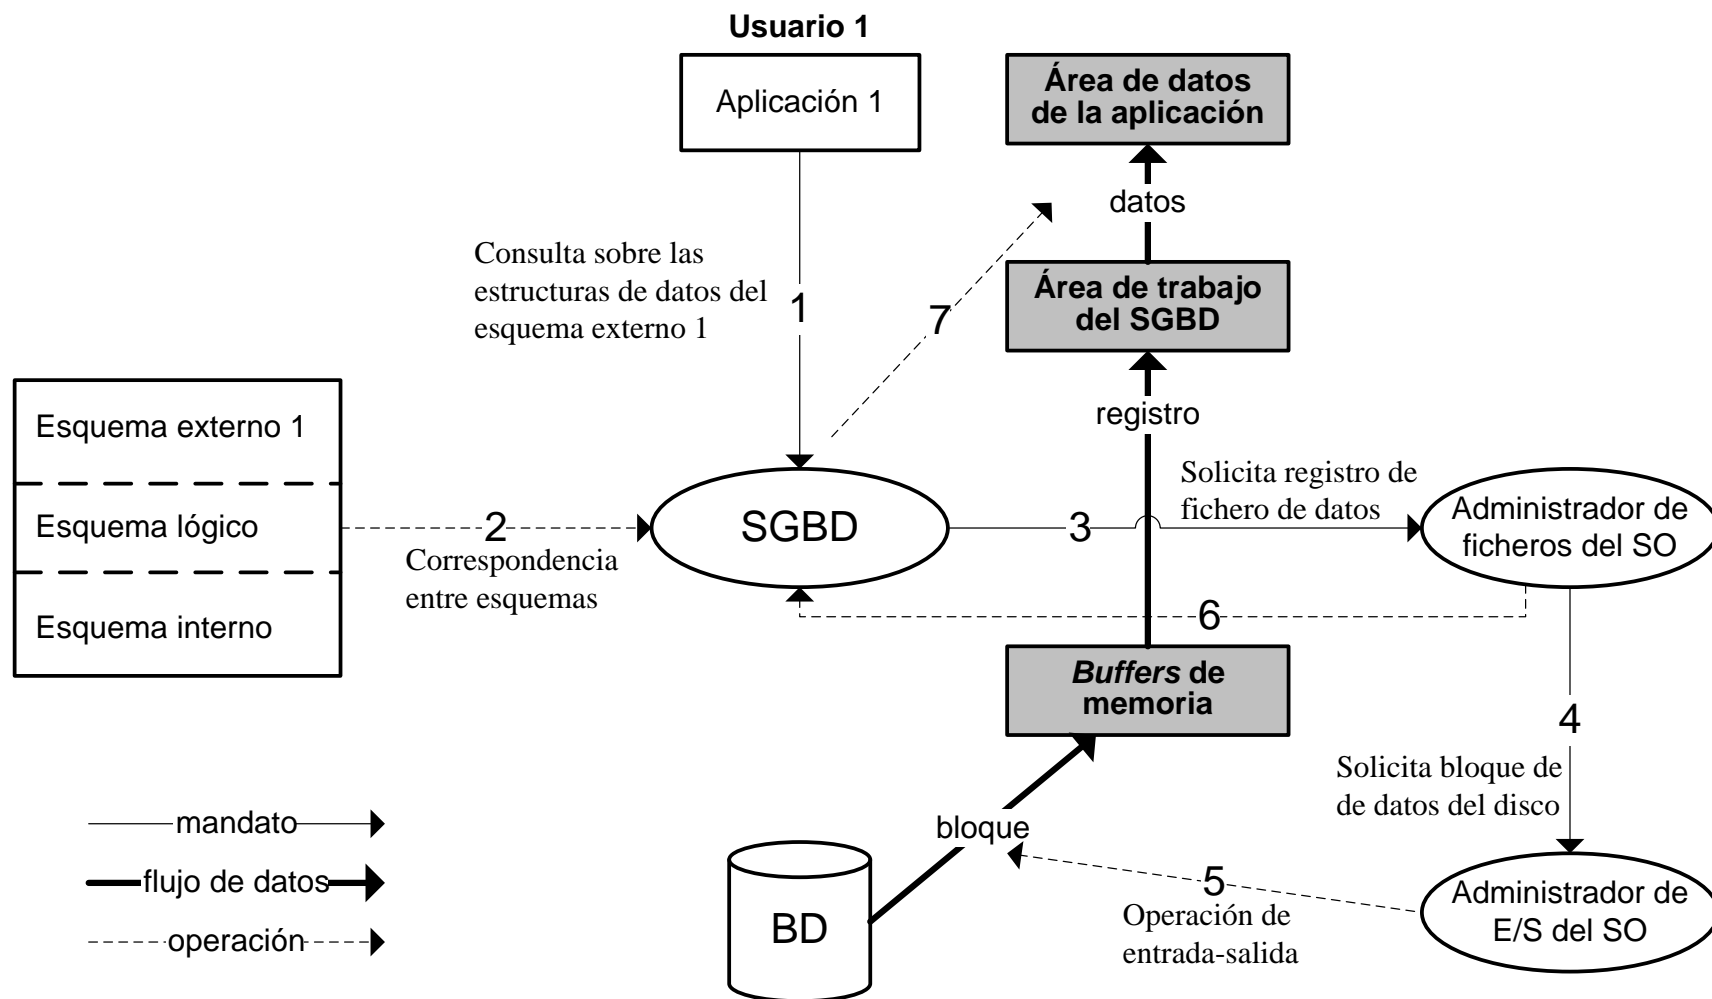 Usuario 1
Aplicación 1
Área de datos
de la aplicación
datos
Consulta sobre las
estructuras de datos del
esquema externo 1
1
7
Área de trabajo
del SGBD
registro
Esquema externo 1
Esquema lógico
Esquema interno
2
Correspondencia
entre esquemas
SGBD
3
Solicita registro de
fichero de datos
Administrador de
ficheros del SO
6
Buffers de
memoria
4
Solicita bloque de
de datos del disco
mandato
flujo de datos
operación
bloque
BD
5
Operación de
entrada-salida
Administrador de
E/S del SO